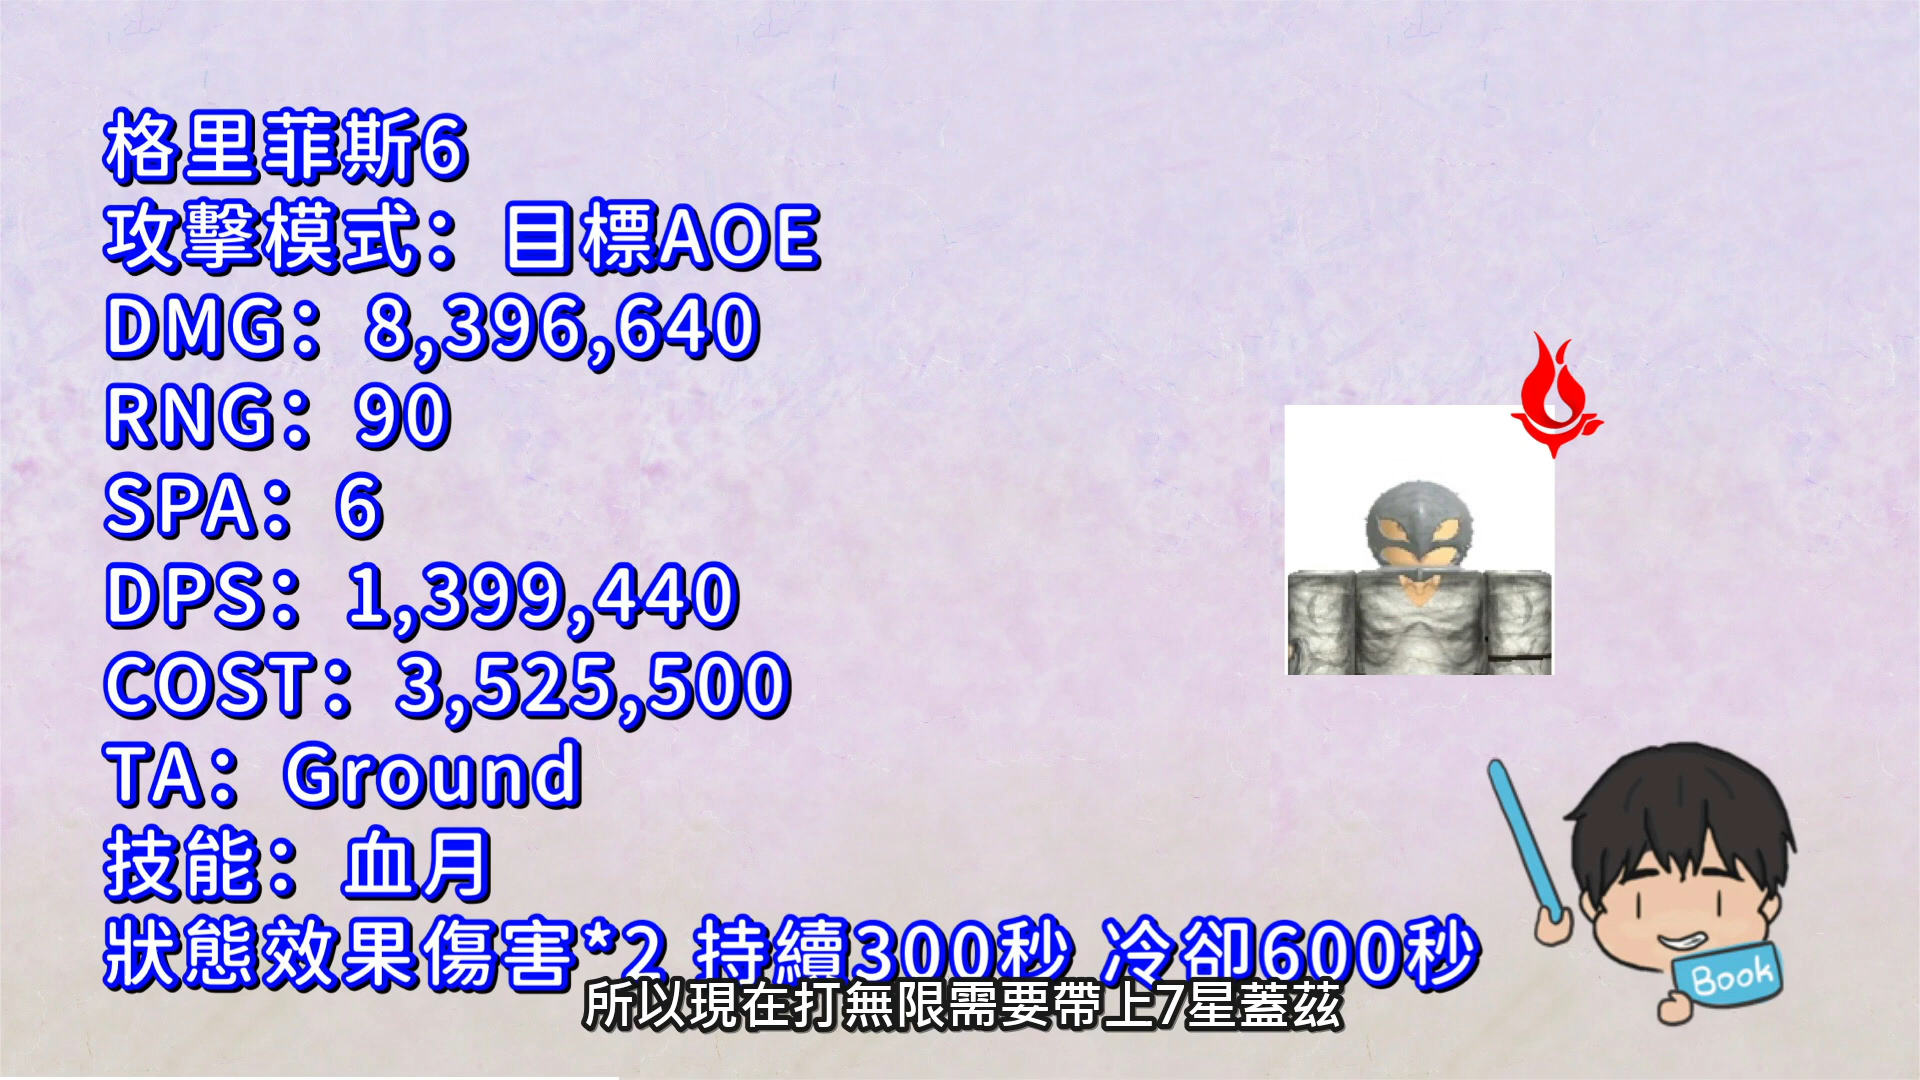 格里菲斯6
攻擊模式：目標AOE
DMG：8,396,640
RNG：90
SPA：6
DPS：1,399,440
COST：3,525,500
TA：Ground
技能：血月
狀態效果傷害*2 持續300秒 冷卻600秒
所以現在打無限需要帶上7星蓋茲
Book